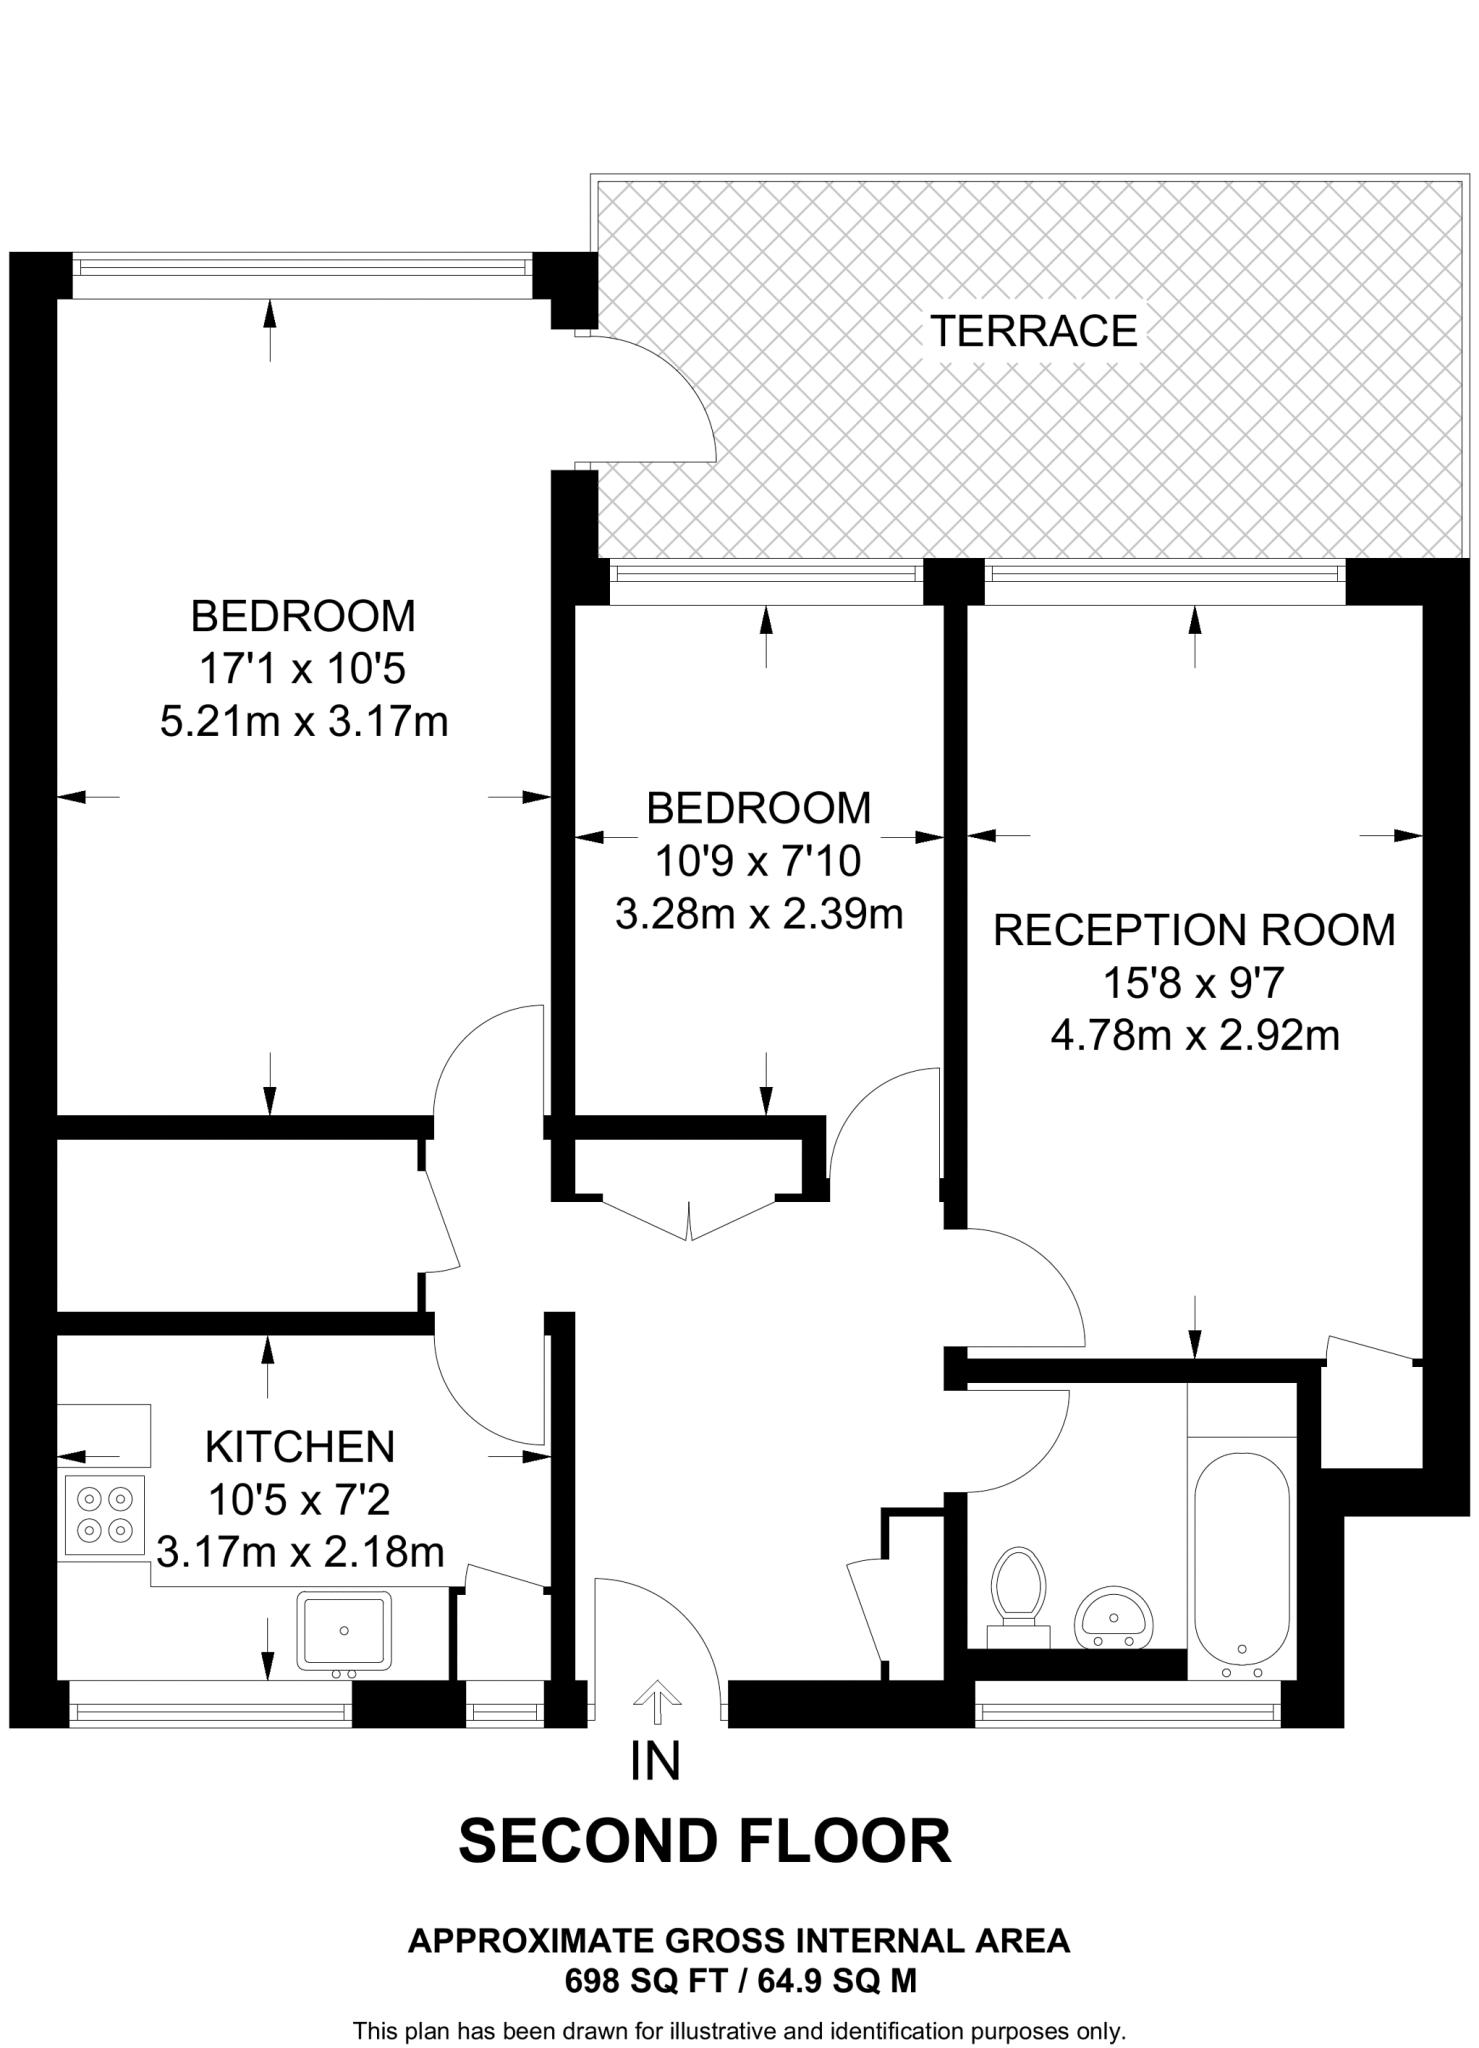 TERRACE
BEDROOM
17'1 x 10'5
5.21m x 3.17m
BEDROOM
10'9 x 7'10
3.28m x 2.39m
RECEPTION ROOM
15'8 x 9'7
4.78m x 2.92m
KITCHEN
10'5 x 7'2
3.17m x 2.18m
IN
SECOND FLOOR
APPROXIMATE GROSS INTERNAL AREA
698 SQ FT / 64.9 SQ M
This plan has been drawn for illustrative and identification purposes only.